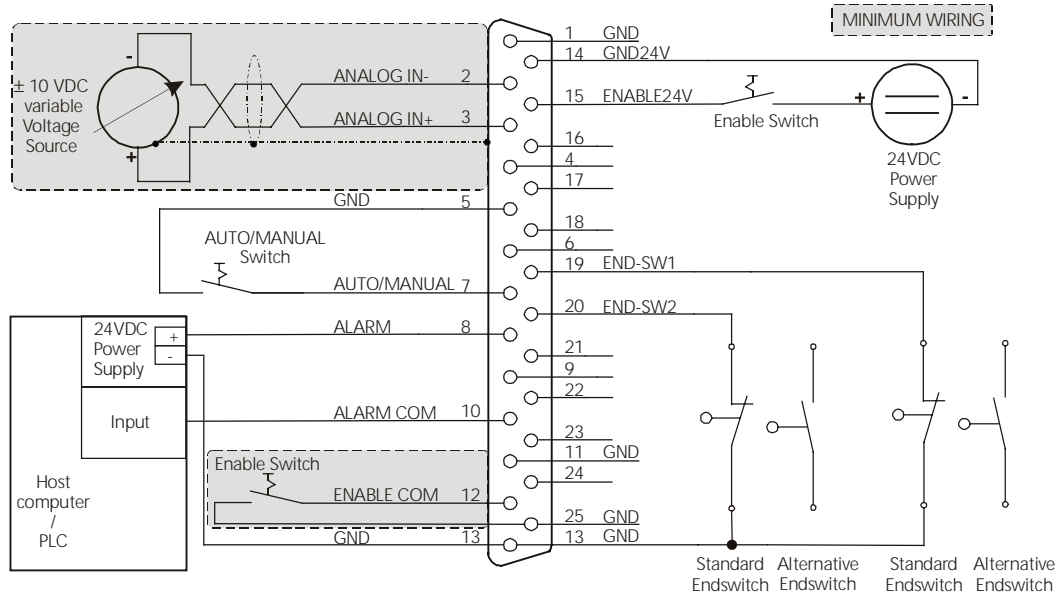 MINIMUM WIRING
1 GND
14 GND24V
-
± 10 VDC
variable
Voltage
Source
+
ANALOG IN- 2
15 ENABLE24V
Enable Switch
+
-
24VDC
Power
Supply
ANALOG IN+ 3
16
4
17
GND 5
18
6
AUTO/MANUAL
Switch
19 END-SW1
AUTO/MANUAL 7
20 END-SW2
24VDC
Power
Supply
+
-
ALARM 8
21
9
22
Input
ALARM COM 10
23
11 GND
24
Enable Switch
ENABLE COM 12
Host
computer
/
PLC
25 GND
GND 13
13 GND
Standard
Endswitch
Alternative
Endswitch
Standard
Endswitch
Alternative
Endswitch